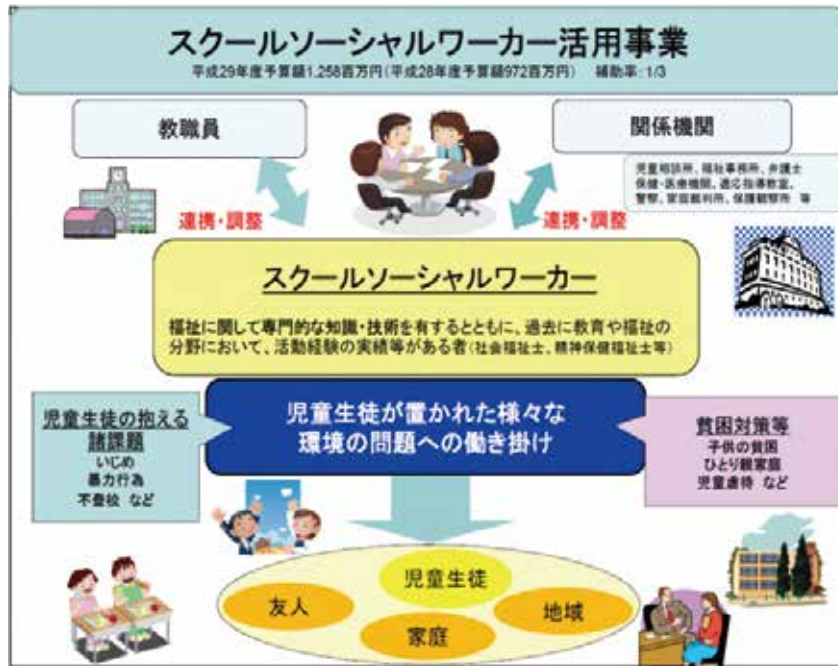 スクールソーシャルワーカー活用事業
平成29年度予算額1,258百万円(平成28年度予算額972百万円) 補助率:1/3
教職員
関係機関
児童相談所、福祉事務所、弁護士
保健・医療機関、適応指導教室、
警察、家庭裁判所、保護観察所 等
連携・調整
連携・調整
スクールソーシャルワーカー
福祉に関して専門的な知識・技術を有するとともに、過去に教育や福祉の
分野において、活動経験の実績等がある者(社会福祉士、精神保健福祉士等)
児童生徒の抱える
諸課題
いじめ
暴力行為
不登校 など
児童生徒が置かれた様々な
環境の問題への働き掛け
貧困対策等
子供の貧困
ひとり親家庭
児童虐待 など
児童生徒
友人
地域
家庭